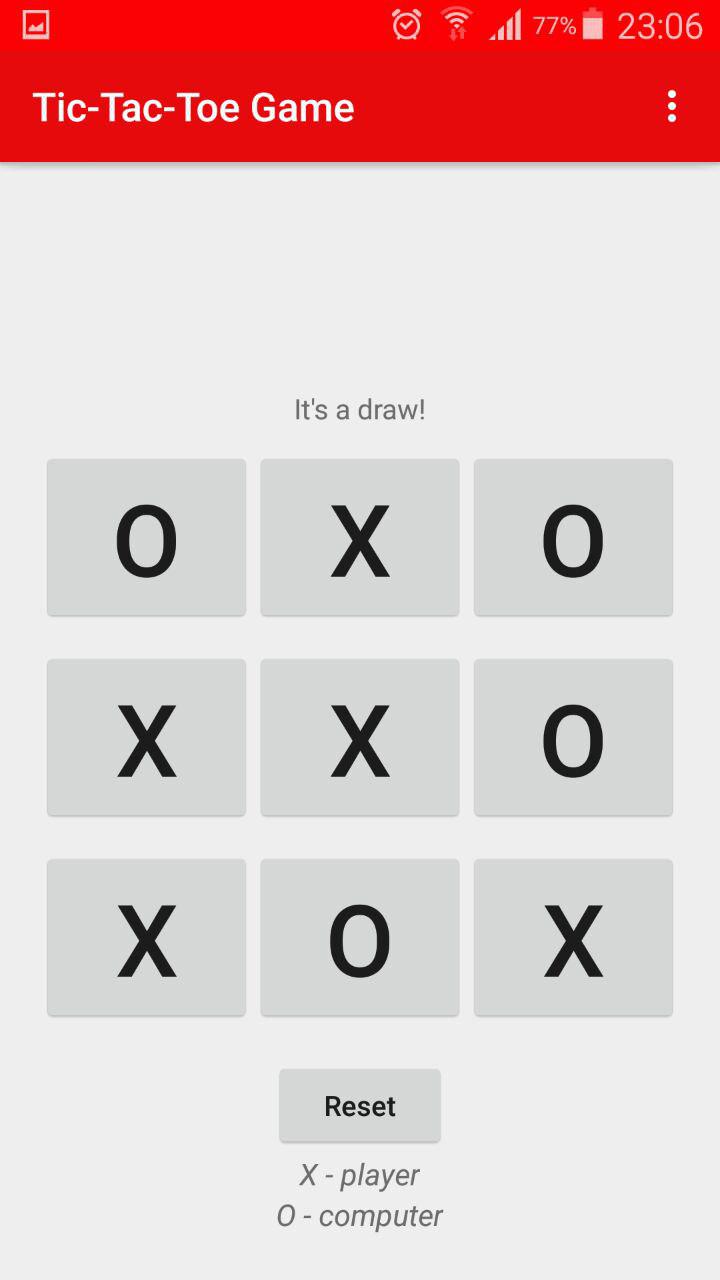 77% 23:06
Tic-Tac-Toe Game
It's a draw!
O X O
X X O
X O X
Reset
X - player
O - computer